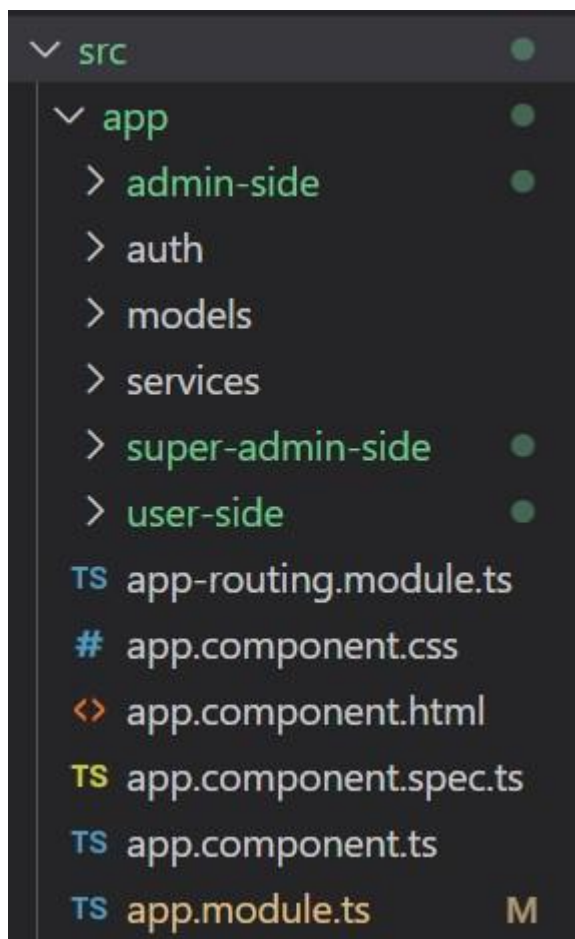 src
app
admin-side
auth
models
services
super-admin-side
user-side
TS app-routing.module.ts
# app.component.css
<> app.component.html
TS app.component.spec.ts
TS app.component.ts
TS app.module.ts M